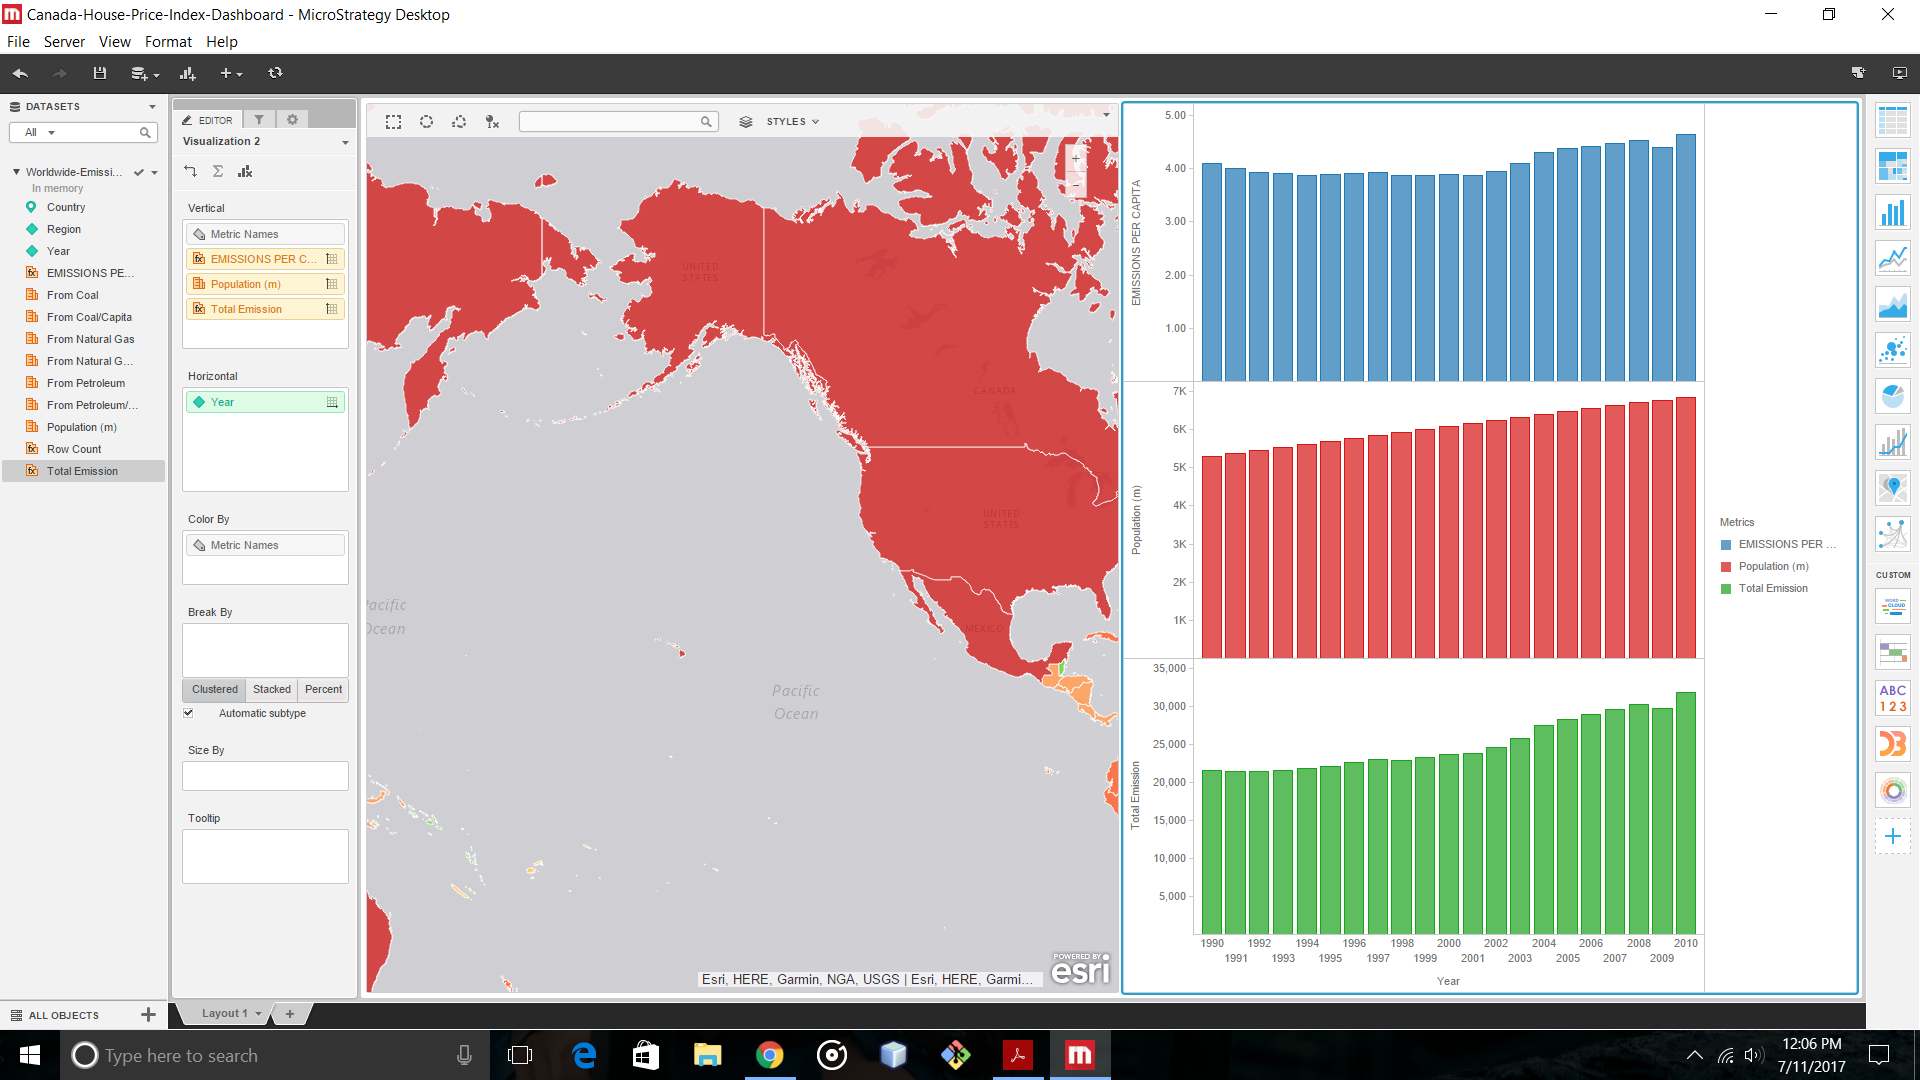 Canada-House-Price-Index-Dashboard - MicroStrategy Desktop
File Server View Format Help
DATASETS
All
Worldwide-Emissi...
In memory
Country
Region
Year
EMISSIONS PE...
From Coal
From Coal/Capita
From Natural Gas
From Natural G...
From Petroleum
From Petroleum/...
Population (m)
Row Count
Total Emission
ALL OBJECTS
EDITOR
Visualization 2
Vertical
Metric Names
EMISSIONS PER C...
Population (m)
Total Emission
Horizontal
Year
Color By
Metric Names
Break By
Clustered Stacked Percent
Automatic subtype
Size By
Tooltip
STYLES
UNITED
STATES
CANADA
UNITED
STATES
MEXICO
Pacific
Ocean
Pacific
Ocean
POWERED BY
esri
Esri, HERE, Garmin, NGA, USGS | Esri, HERE, Garmi...
EMISSIONS PER CAPITA
5.00
4.00
3.00
2.00
1.00
Population (m)
7K
6K
5K
4K
3K
2K
1K
Total Emission
35,000
30,000
25,000
20,000
15,000
10,000
5,000
1990 1992 1994 1996 1998 2000 2002 2004 2006 2008 2010
1991 1993 1995 1997 1999 2001 2003 2005 2007 2009
Year
Metrics
EMISSIONS PER ...
Population (m)
Total Emission
CUSTOM
WORD
CLOUD
ABC
123
Layout 1
Type here to search
12:06 PM
7/11/2017